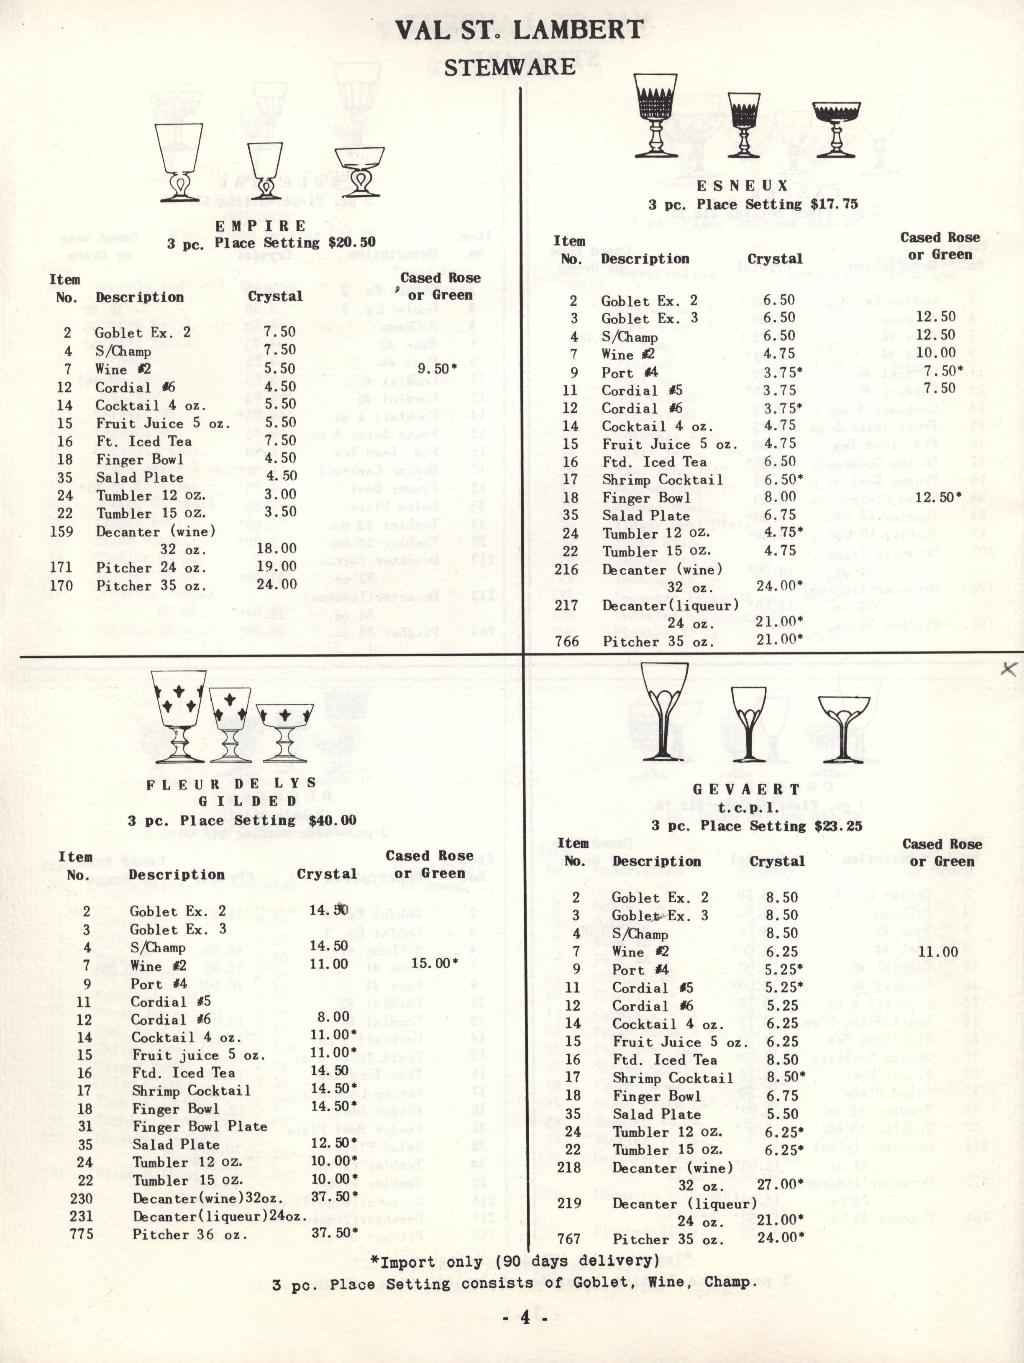 VAL ST. LAMBERT
STEMWARE
E M P I R E
3 pc. Place Setting $20.50
Item Cased Rose
No. Description Crystal or Green
2 Goblet Ex. 2 7.50
4 S/Champ 7.50
7 Wine #2 5.50 9.50*
12 Cordial #6 4.50
14 Cocktail 4 oz. 5.50
15 Fruit Juice 5 oz. 5.50
16 Ft. Iced Tea 7.50
18 Finger Bowl 4.50
35 Salad Plate 4.50
24 Tumbler 12 oz. 3.00
22 Tumbler 15 oz. 3.50
159 Decanter (wine)
32 oz. 18.00
171 Pitcher 24 oz. 19.00
170 Pitcher 35 oz. 24.00
E S N E U X
3 pc. Place Setting $17.75
Item Cased Rose
No. Description Crystal or Green
2 Goblet Ex. 2 6.50
3 Goblet Ex. 3 6.50 12.50
4 S/Champ 6.50 12.50
7 Wine #2 4.75 10.00
9 Port #4 3.75* 7.50*
11 Cordial #5 3.75 7.50
12 Cordial #6 3.75*
14 Cocktail 4 oz. 4.75
15 Fruit Juice 5 oz. 4.75
16 Ftd. Iced Tea 6.50
17 Shrimp Cocktail 6.50*
18 Finger Bowl 8.00 12.50*
35 Salad Plate 6.75
24 Tumbler 12 oz. 4.75*
22 Tumbler 15 oz. 4.75
216 Decanter (wine)
32 oz. 24.00*
217 Decanter(liqueur)
24 oz. 21.00*
766 Pitcher 35 oz. 21.00*
F L E U R D E L Y S
G I L D E D
3 pc. Place Setting $40.00
Item Cased Rose
No. Description Crystal or Green
2 Goblet Ex. 2 14.50
3 Goblet Ex. 3
4 S/Champ 14.50
7 Wine #2 11.00 15.00*
9 Port #4
11 Cordial #5
12 Cordial #6 8.00
14 Cocktail 4 oz. 11.00*
15 Fruit juice 5 oz. 11.00*
16 Ftd. Iced Tea 14.50
17 Shrimp Cocktail 14.50*
18 Finger Bowl 14.50*
31 Finger Bowl Plate
35 Salad Plate 12.50*
24 Tumbler 12 oz. 10.00*
22 Tumbler 15 oz. 10.00*
230 Decanter(wine)32oz. 37.50*
231 Decanter(liqueur)24oz.
775 Pitcher 36 oz. 37.50*
G E V A E R T
t.c.p.l.
3 pc. Place Setting $23.25
Item Cased Rose
No. Description Crystal or Green
2 Goblet Ex. 2 8.50
3 Goblet Ex. 3 8.50
4 S/Champ 8.50
7 Wine #2 6.25 11.00
9 Port #4 5.25*
11 Cordial #5 5.25*
12 Cordial #6 5.25
14 Cocktail 4 oz. 6.25
15 Fruit Juice 5 oz. 6.25
16 Ftd. Iced Tea 8.50
17 Shrimp Cocktail 8.50*
18 Finger Bowl 6.75
35 Salad Plate 5.50
24 Tumbler 12 oz. 6.25*
22 Tumbler 15 oz. 6.25*
218 Decanter (wine)
32 oz. 27.00*
219 Decanter (liqueur)
24 oz. 21.00*
767 Pitcher 35 oz. 24.00*
*Import only (90 days delivery)
3 pc. Place Setting consists of Goblet, Wine, Champ.
- 4 -